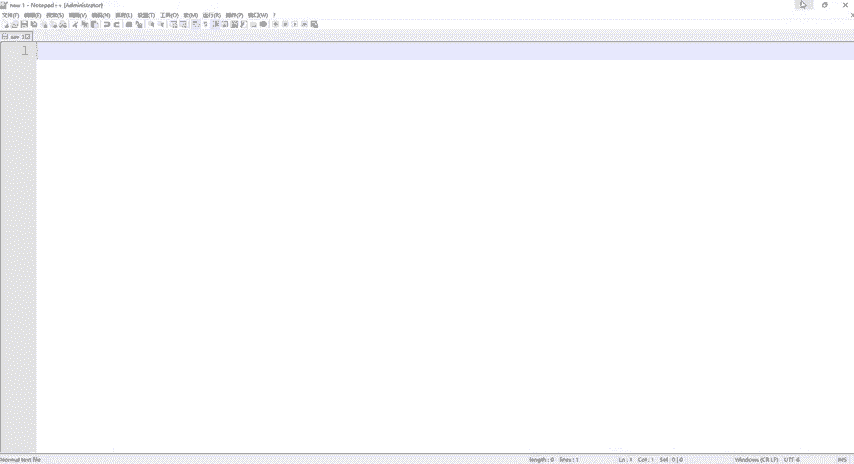 new 1 - Notepad++ [Administrator]
文件(F) 编辑(E) 搜索(S) 视图(V) 编码(N) 语言(L) 设置(T) 工具(O) 宏(M) 运行(R) 插件(P) 窗口(W) ?
new 1
1
Normal text file length : 0 lines : 1 Ln : 1 Col : 1 Sel : 0 | 0 Windows (CR LF) UTF-8 INS